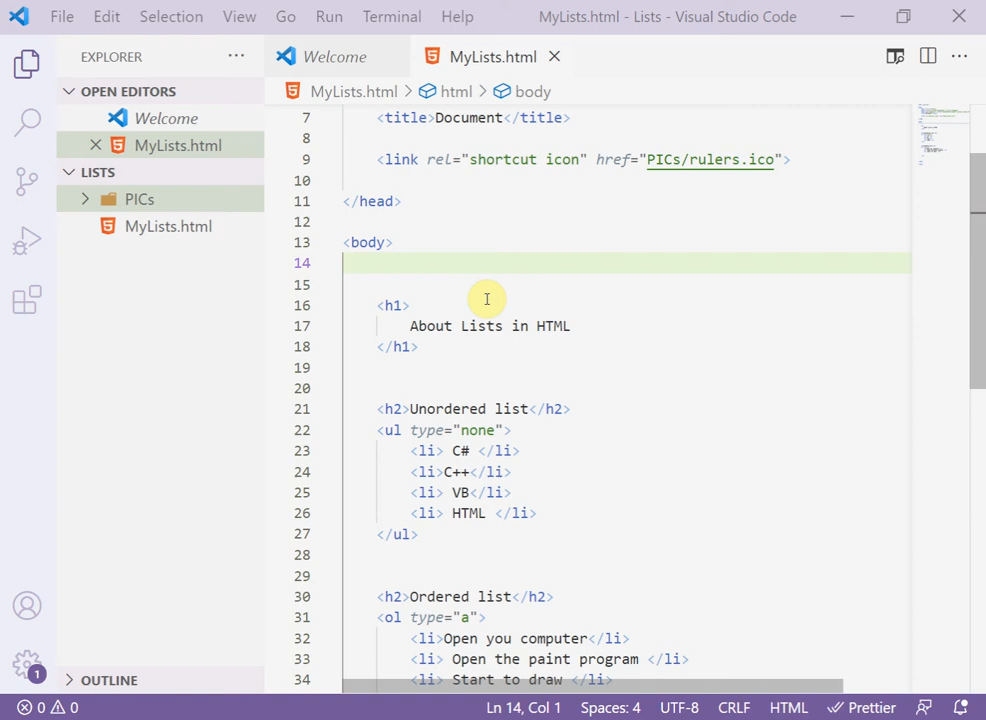 File Edit Selection View Go Run Terminal Help MyLists.html - Lists - Visual Studio Code
EXPLORER
OPEN EDITORS
Welcome
MyLists.html
LISTS
PICs
MyLists.html
OUTLINE
1
Welcome MyLists.html
MyLists.html > html > body
7 <title>Document</title>
8
9 <link rel="shortcut icon" href="PICs/rulers.ico">
10
11 </head>
12
13 <body>
14
15
16 <h1>
17 About Lists in HTML
18 </h1>
19
20
21 <h2>Unordered list</h2>
22 <ul type="none">
23 <li> C# </li>
24 <li>C++</li>
25 <li> VB</li>
26 <li> HTML </li>
27 </ul>
28
29
30 <h2>Ordered list</h2>
31 <ol type="a">
32 <li>Open you computer</li>
33 <li> Open the paint program </li>
34 <li> Start to draw </li>
0 0 Ln 14, Col 1 Spaces: 4 UTF-8 CRLF HTML Prettier